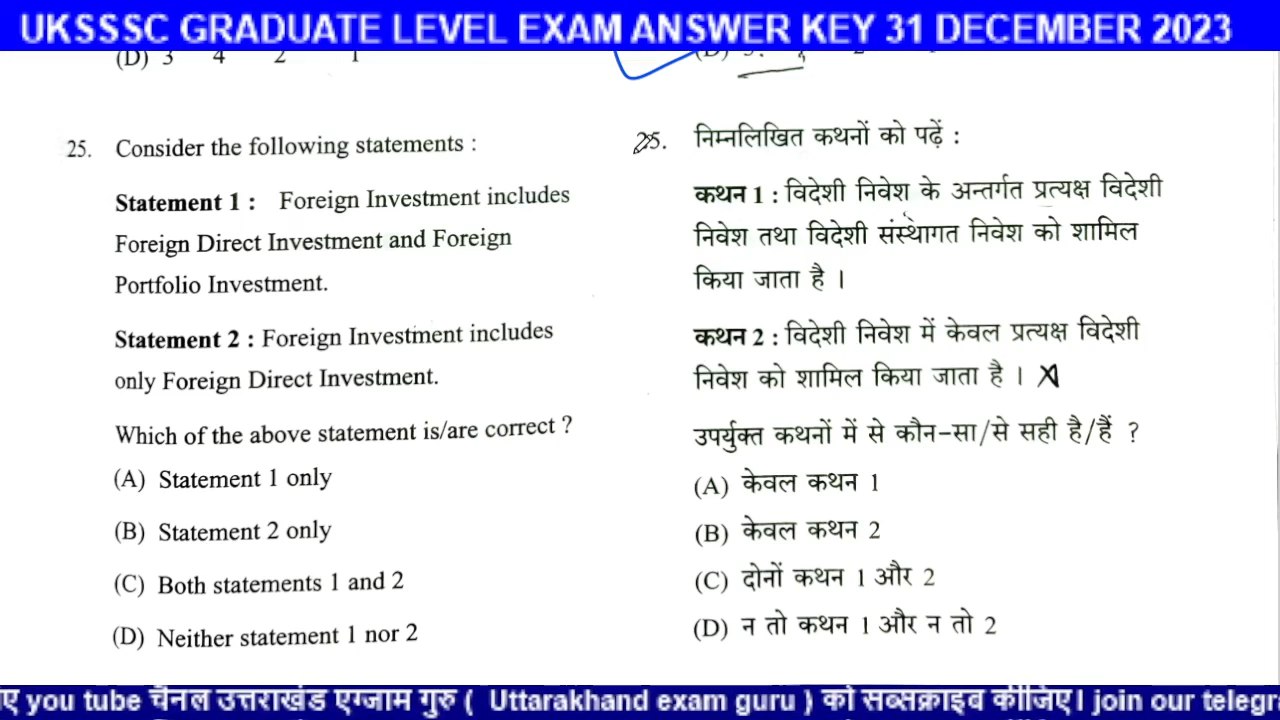 UKSSSC GRADUATE LEVEL EXAM ANSWER KEY 31 DECEMBER 2023
(D) 3 4 2 1
25. Consider the following statements :
Statement 1 : Foreign Investment includes
Foreign Direct Investment and Foreign
Portfolio Investment.
Statement 2 : Foreign Investment includes
only Foreign Direct Investment.
Which of the above statement is/are correct ?
(A) Statement 1 only
(B) Statement 2 only
(C) Both statements 1 and 2
(D) Neither statement 1 nor 2
25. निम्नलिखित कथनों को पढ़ें :
कथन 1 : विदेशी निवेश के अन्तर्गत प्रत्यक्ष विदेशी
निवेश तथा विदेशी संस्थागत निवेश को शामिल
किया जाता है ।
कथन 2 : विदेशी निवेश में केवल प्रत्यक्ष विदेशी
निवेश को शामिल किया जाता है ।
उपर्युक्त कथनों में से कौन-सा/से सही है/हैं ?
(A) केवल कथन 1
(B) केवल कथन 2
(C) दोनों कथन 1 और 2
(D) न तो कथन 1 और न तो 2
you tube चैनल उत्तराखंड एग्जाम गुरु ( Uttarakhand exam guru ) को सब्सक्राइब कीजिए। join our